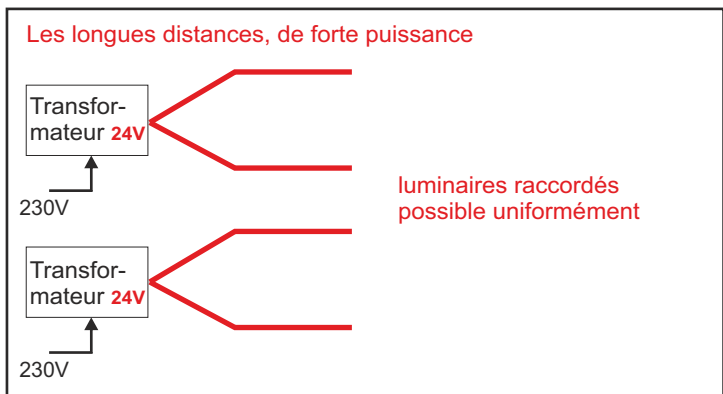 Les longues distances, de forte puissance
Transfor-
mateur 24V
230V
luminaires raccordés
possible uniformément
Transfor-
mateur 24V
230V